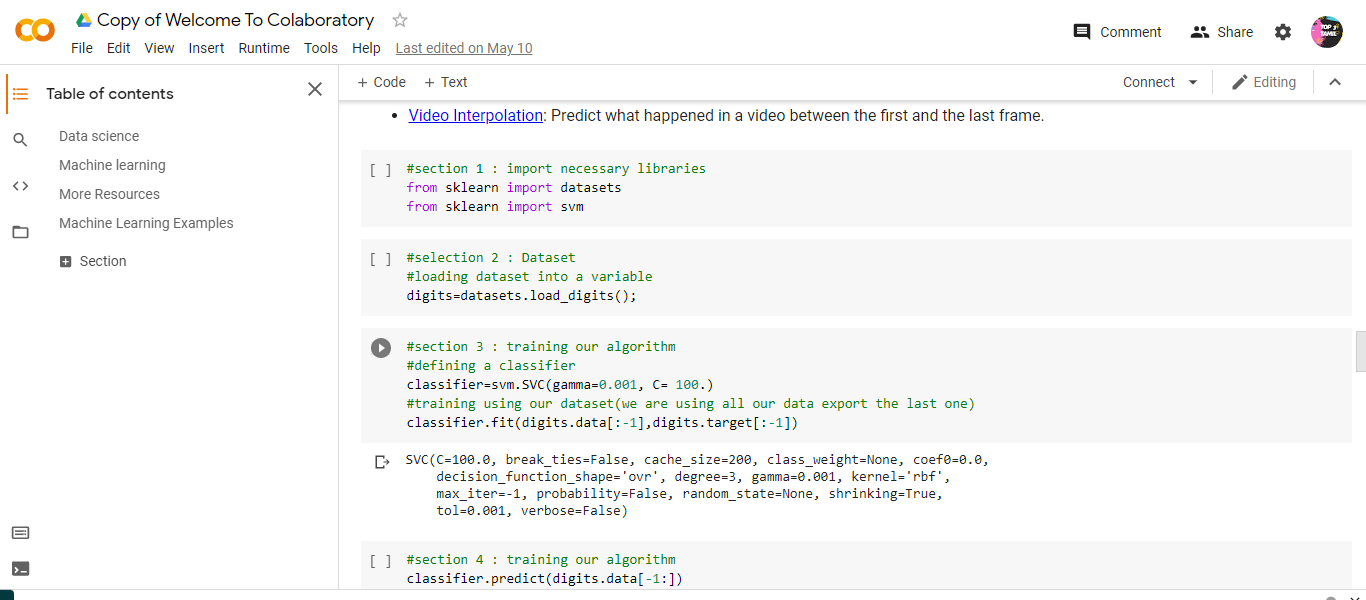 Copy of Welcome To Colaboratory
File Edit View Insert Runtime Tools Help Last edited on May 10
Comment Share
TOP 3
TAMIL
Table of contents
Data science
Machine learning
More Resources
Machine Learning Examples
Section
+ Code + Text Connect Editing
• Video Interpolation: Predict what happened in a video between the first and the last frame.
[ ] #section 1 : import necessary libraries
from sklearn import datasets
from sklearn import svm
[ ] #selection 2 : Dataset
#loading dataset into a variable
digits=datasets.load_digits();
#section 3 : training our algorithm
#defining a classifier
classifier=svm.SVC(gamma=0.001, C= 100.)
#training using our dataset(we are using all our data export the last one)
classifier.fit(digits.data[:-1],digits.target[:-1])
SVC(C=100.0, break_ties=False, cache_size=200, class_weight=None, coef0=0.0,
decision_function_shape='ovr', degree=3, gamma=0.001, kernel='rbf',
max_iter=-1, probability=False, random_state=None, shrinking=True,
tol=0.001, verbose=False)
[ ] #section 4 : training our algorithm
classifier.predict(digits.data[-1:])